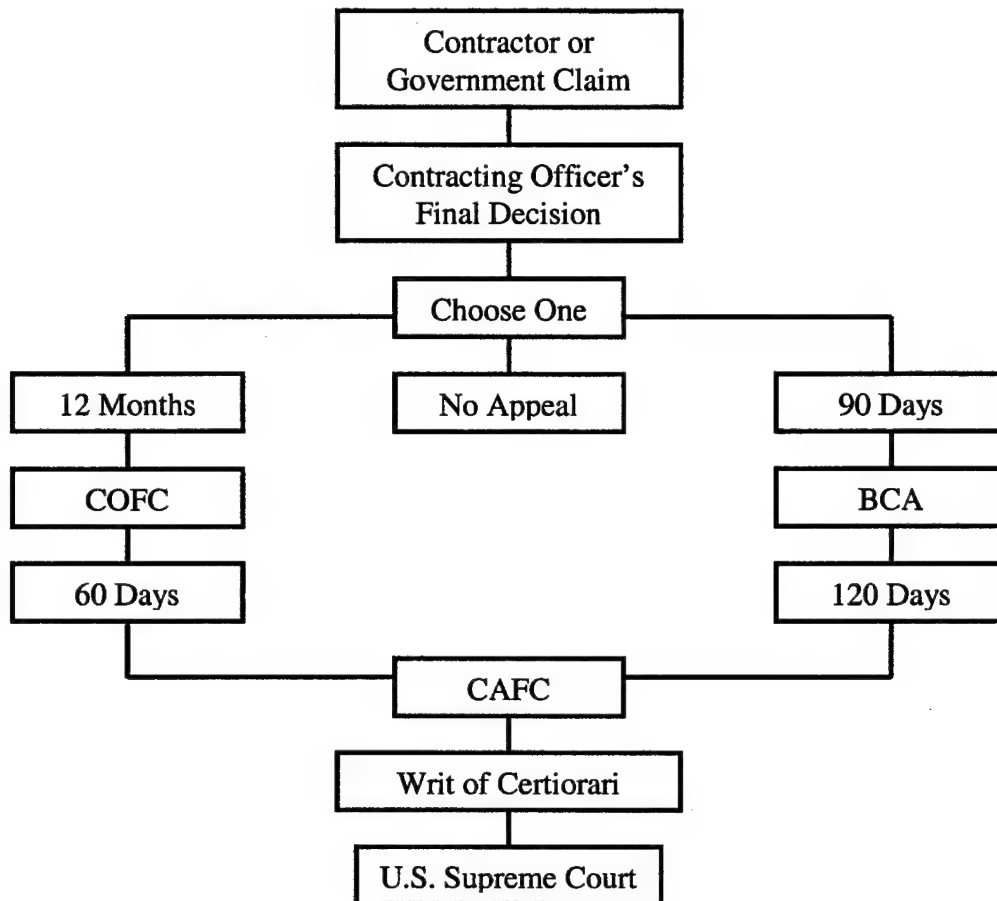 Contractor or
Government Claim
Contracting Officer's
Final Decision
Choose One
12 Months
No Appeal
90 Days
COFC
BCA
60 Days
120 Days
CAFC
Writ of Certiorari
U.S. Supreme Court